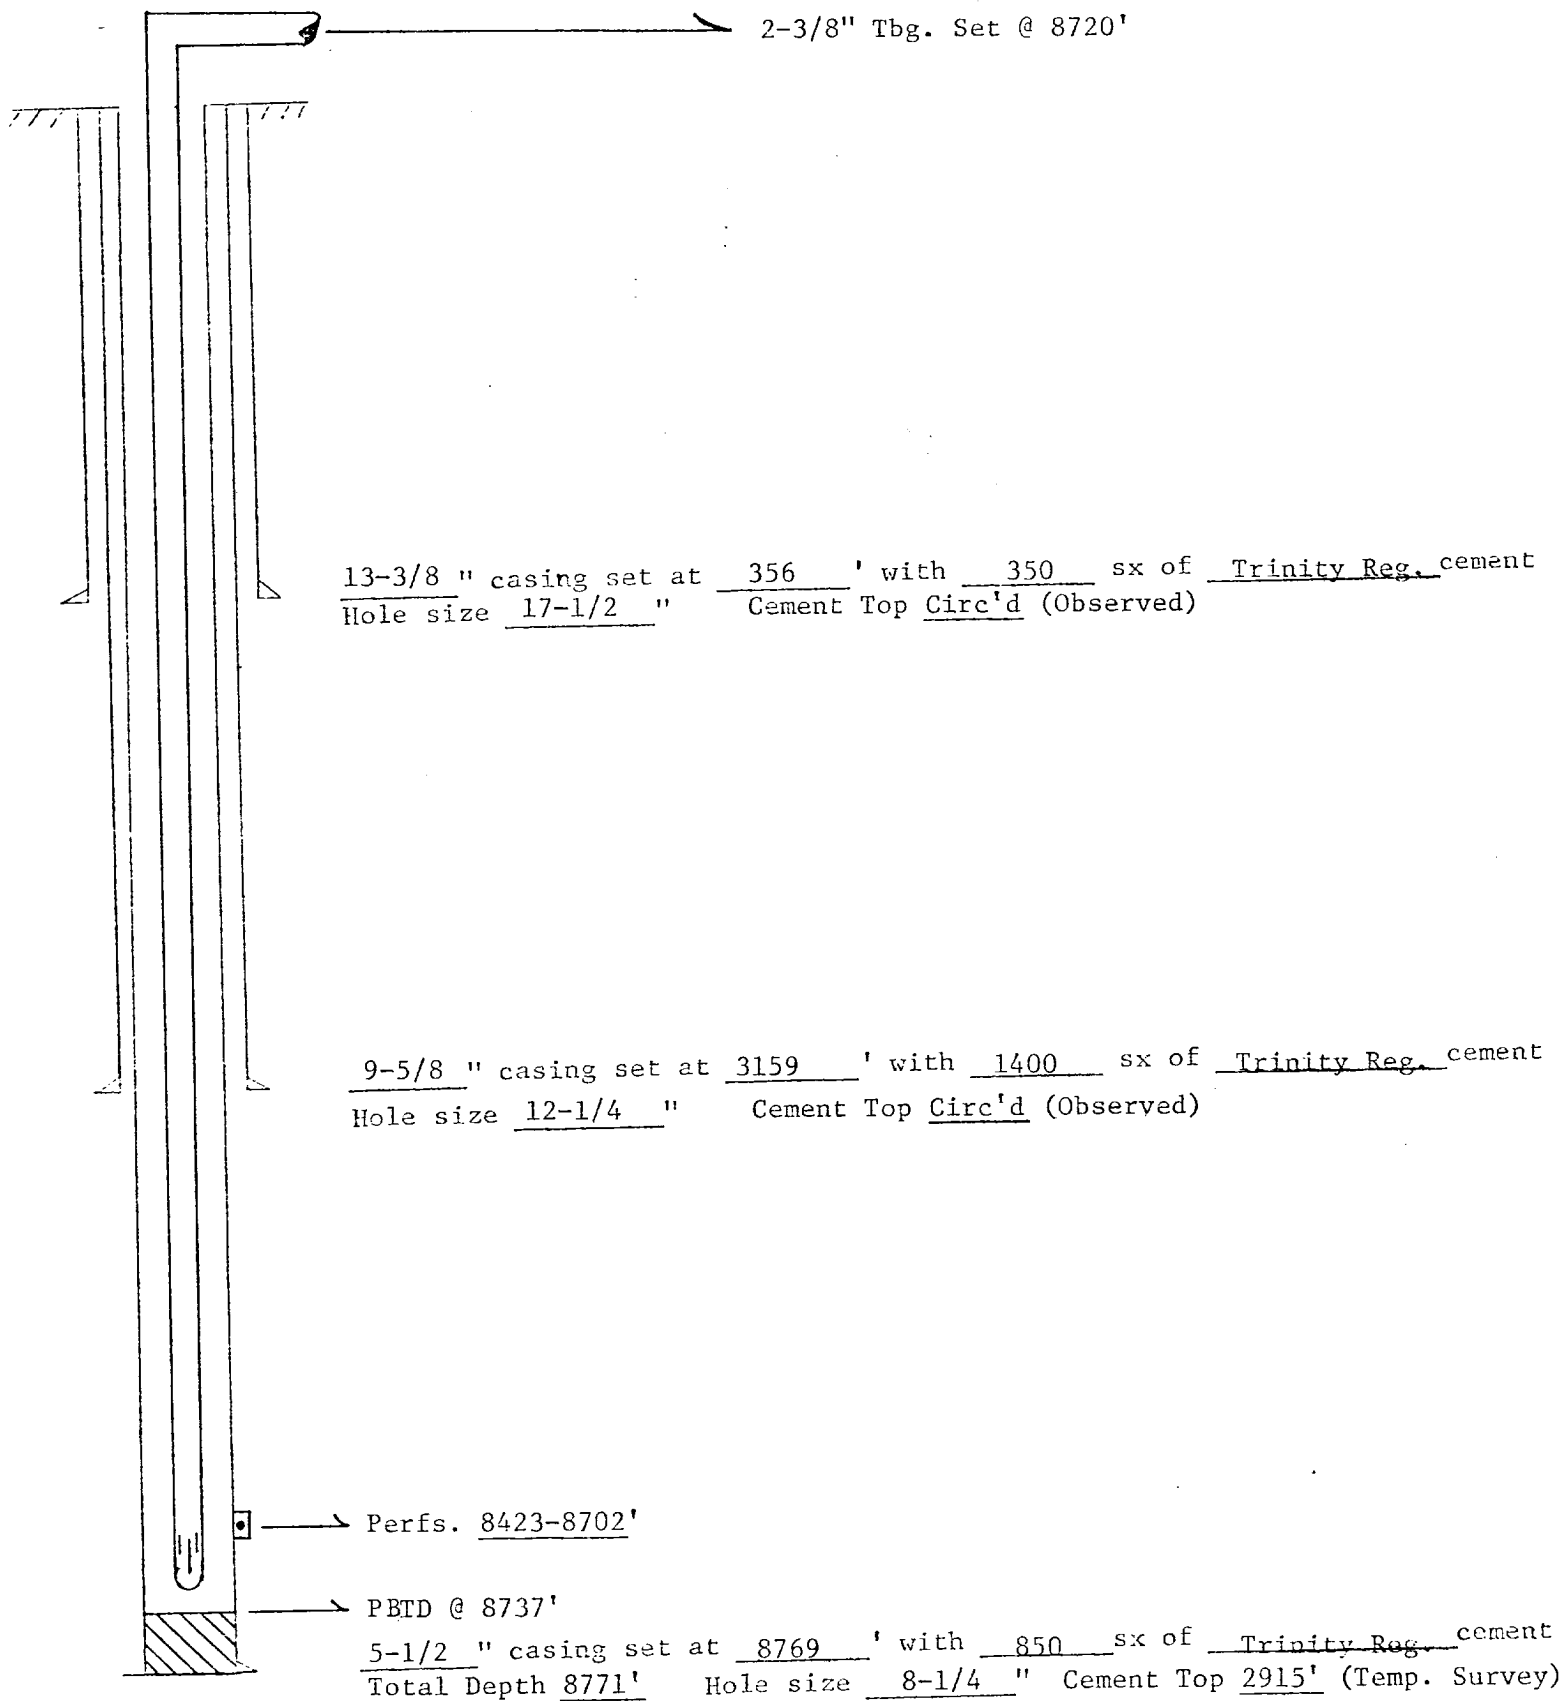 2-3/8" Tbg. Set @ 8720'
13-3/8 " casing set at 356 ' with 350 sx of Trinity Reg. cement
Hole size 17-1/2 " Cement Top Circ'd (Observed)
9-5/8 " casing set at 3159 ' with 1400 sx of Trinity Reg. cement
Hole size 12-1/4 " Cement Top Circ'd (Observed)
Perfs. 8423-8702'
PBTD @ 8737'
5-1/2 " casing set at 8769 ' with 850 sx of Trinity Reg. cement
Total Depth 8771' Hole size 8-1/4 " Cement Top 2915' (Temp. Survey)